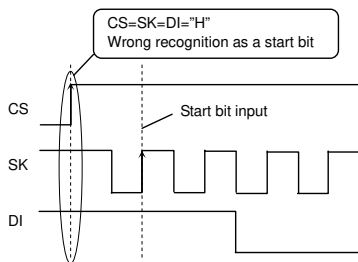 CS=SK=DI="H"
Wrong recognition as a start bit
CS
Start bit input
SK
DI